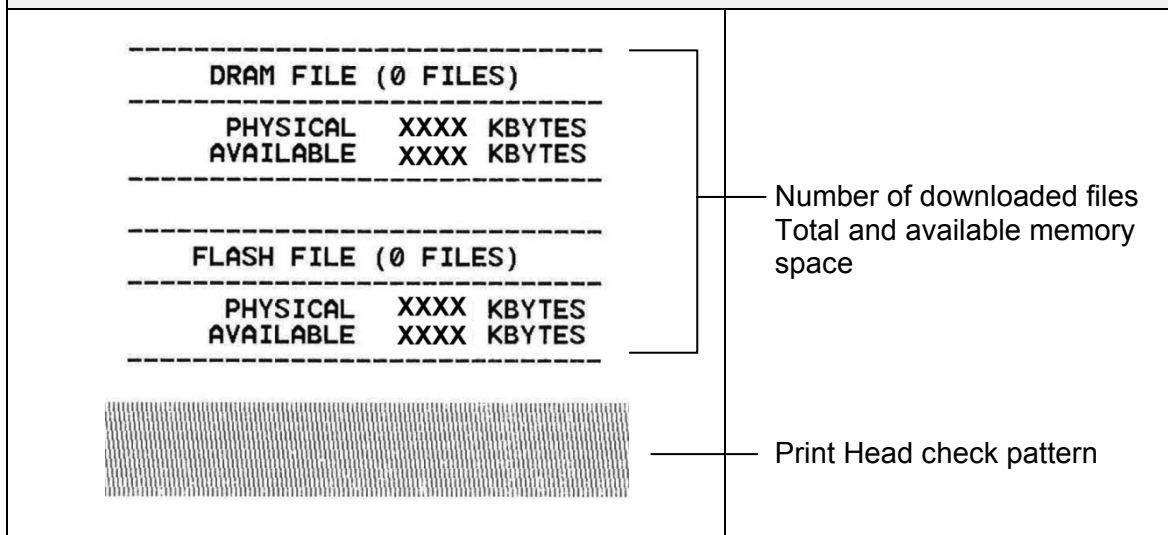 DRAM FILE (0 FILES)
PHYSICAL XXXX KBYTES
AVAILABLE XXXX KBYTES
FLASH FILE (0 FILES)
PHYSICAL XXXX KBYTES
AVAILABLE XXXX KBYTES
Number of downloaded files
Total and available memory
space
Print Head check pattern